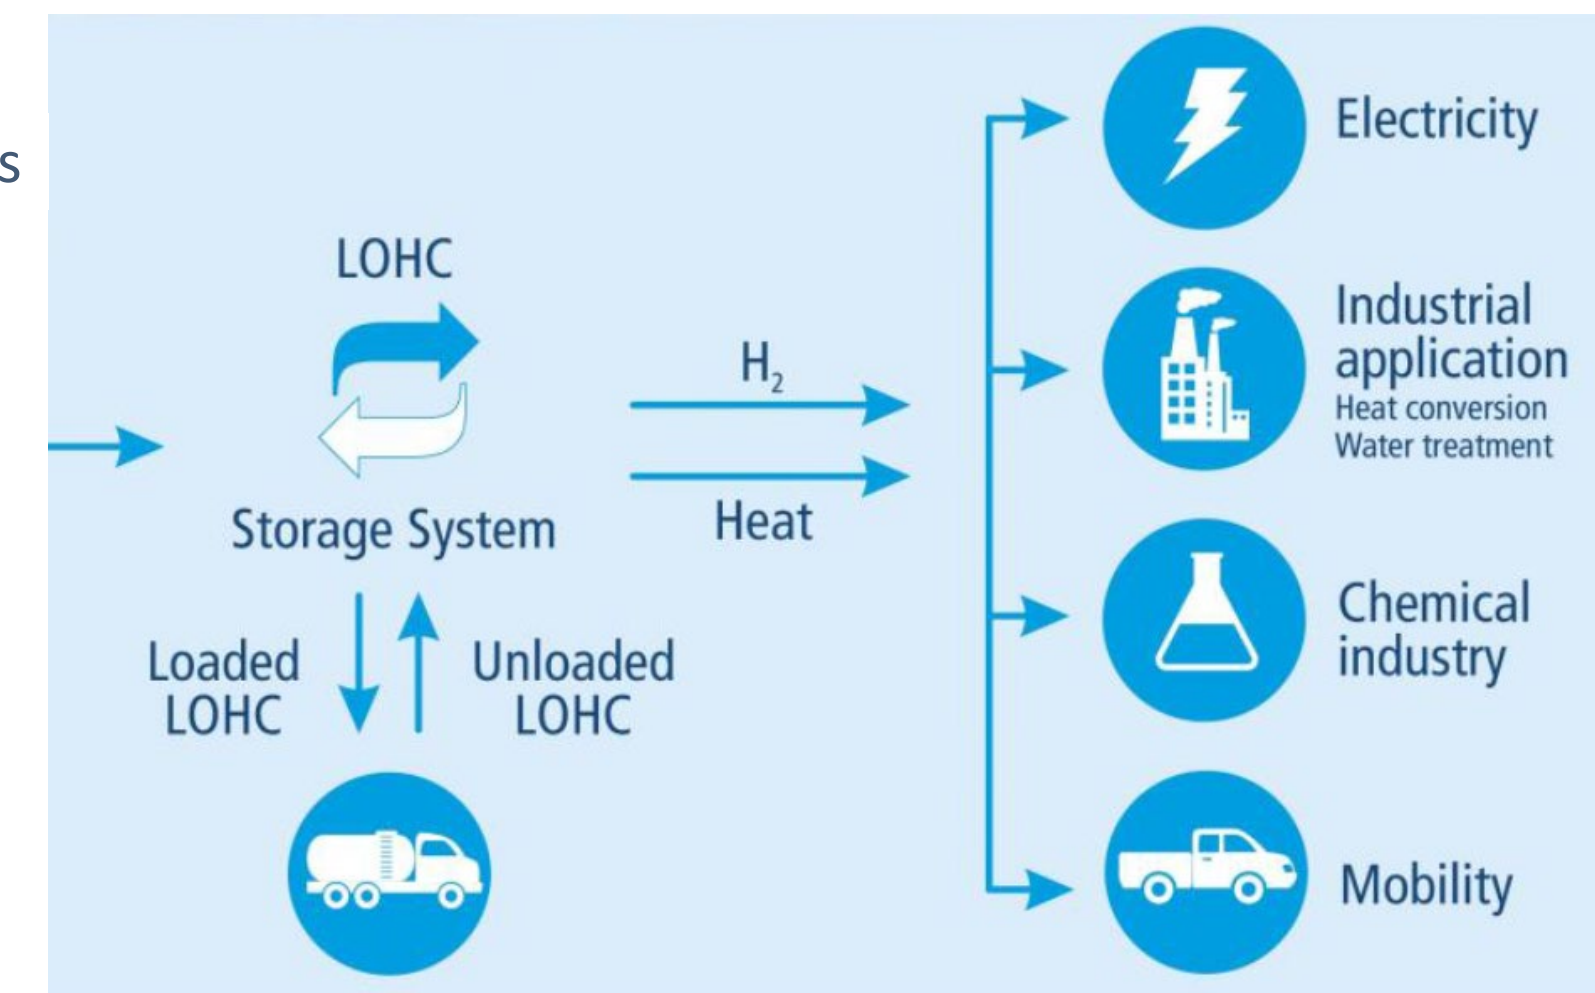 s
LOHC
Storage System
Loaded
LOHC
Unloaded
LOHC
H₂
Heat
Electricity
Industrial
application
Heat conversion
Water treatment
Chemical
industry
Mobility